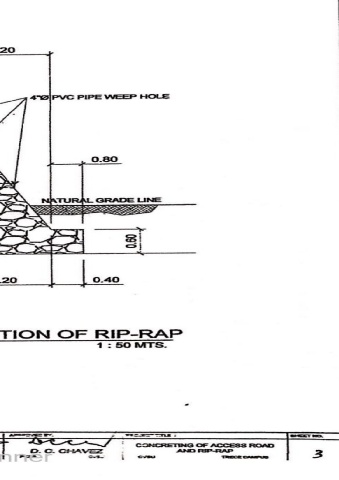 20
4"Ø PVC PIPE WEEP HOLE
0.80
NATURAL GRADE LINE
0.60
.20
0.40
TION OF RIP-RAP
1 : 50 MTS.
APPROVED BY:
PROJECT TITLE :
SHEET NO.
D. C. CHAVEZ
CONCRETING OF ACCESS ROAD
AND RIP-RAP
CVSU
TRECE CAMPUS
3
nner